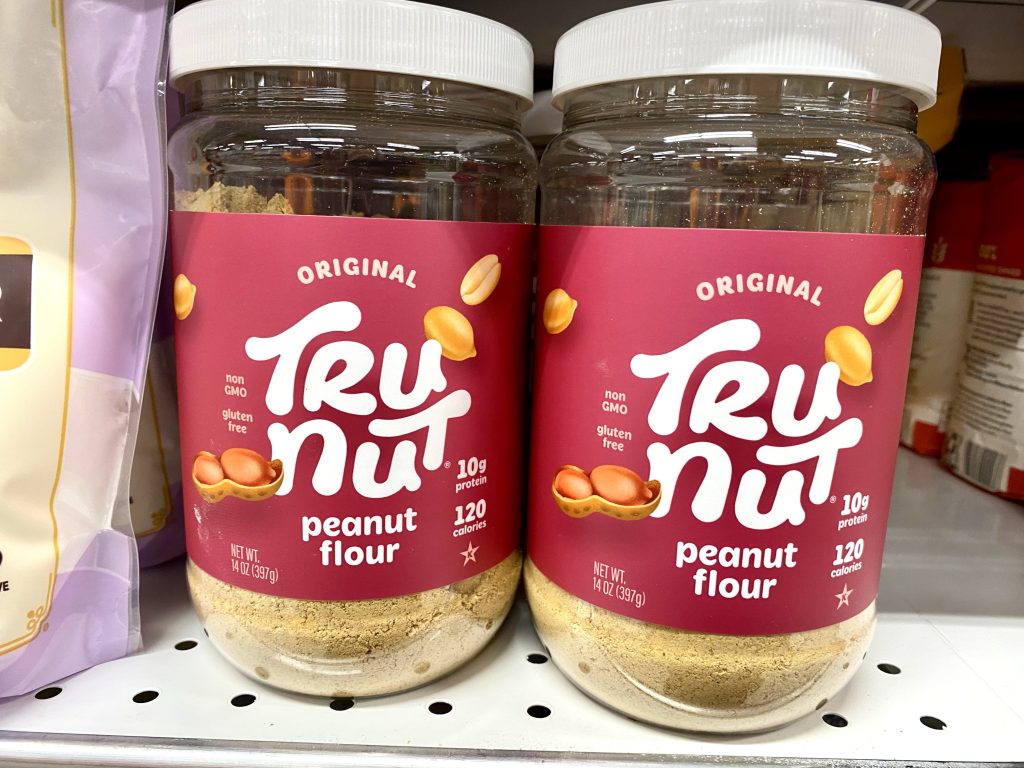 ORIGINAL
TRU
NUT®
non
GMO
gluten
free
10g
protein
120
calories
peanut
flour
NET WT.
14 OZ (397g)
K
ORIGINAL
TRU
NUT®
non
GMO
gluten
free
10g
protein
120
calories
peanut
flour
NET WT.
14 OZ (397g)
K